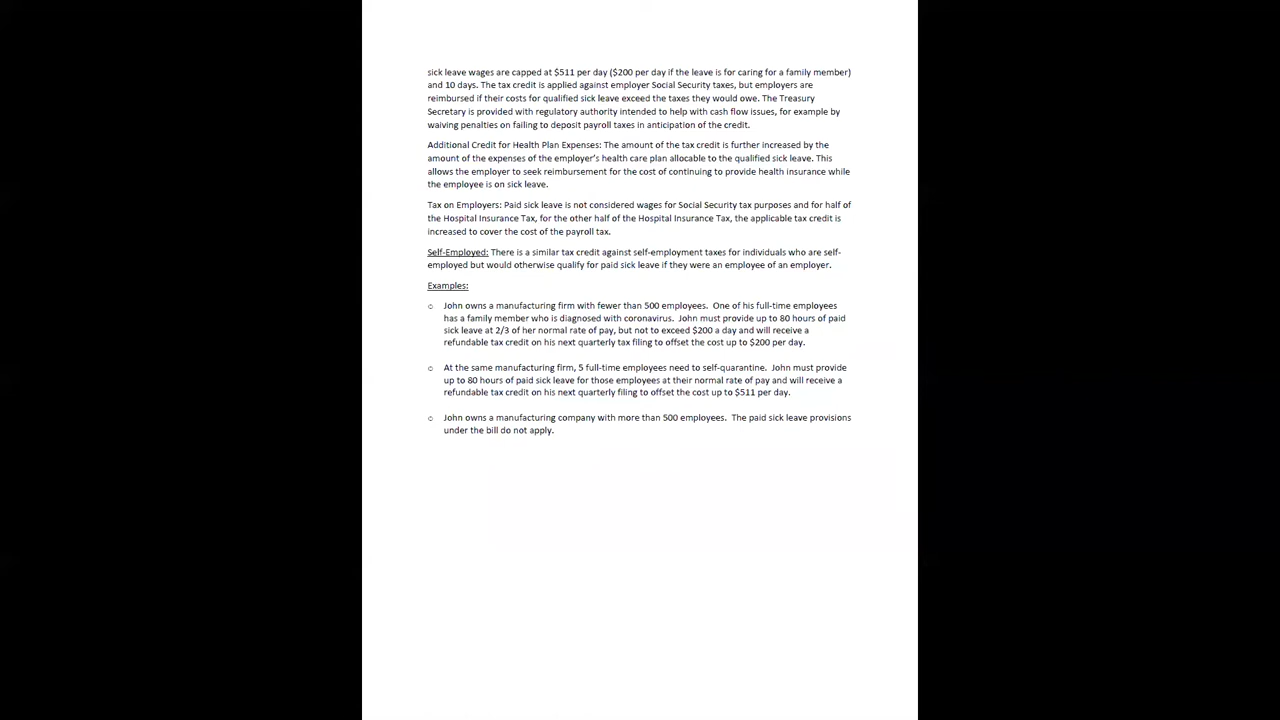 sick leave wages are capped at $511 per day ($200 per day if the leave is for caring for a family member)
and 10 days. The tax credit is applied against employer Social Security taxes, but employers are
reimbursed if their costs for qualified sick leave exceed the taxes they would owe. The Treasury
Secretary is provided with regulatory authority intended to help with cash flow issues, for example by
waiving penalties on failing to deposit payroll taxes in anticipation of the credit.
Additional Credit for Health Plan Expenses: The amount of the tax credit is further increased by the
amount of the expenses of the employer's health care plan allocable to the qualified sick leave. This
allows the employer to seek reimbursement for the cost of continuing to provide health insurance while
the employee is on sick leave.
Tax on Employers: Paid sick leave is not considered wages for Social Security tax purposes and for half of
the Hospital Insurance Tax, for the other half of the Hospital Insurance Tax, the applicable tax credit is
increased to cover the cost of the payroll tax.
Self-Employed: There is a similar tax credit against self-employment taxes for individuals who are self-
employed but would otherwise qualify for paid sick leave if they were an employee of an employer.
Examples:
o John owns a manufacturing firm with fewer than 500 employees. One of his full-time employees
has a family member who is diagnosed with coronavirus. John must provide up to 80 hours of paid
sick leave at 2/3 of her normal rate of pay, but not to exceed $200 a day and will receive a
refundable tax credit on his next quarterly tax filing to offset the cost up to $200 per day.
o At the same manufacturing firm, 5 full-time employees need to self-quarantine. John must provide
up to 80 hours of paid sick leave for those employees at their normal rate of pay and will receive a
refundable tax credit on his next quarterly filing to offset the cost up to $511 per day.
o John owns a manufacturing company with more than 500 employees. The paid sick leave provisions
under the bill do not apply.